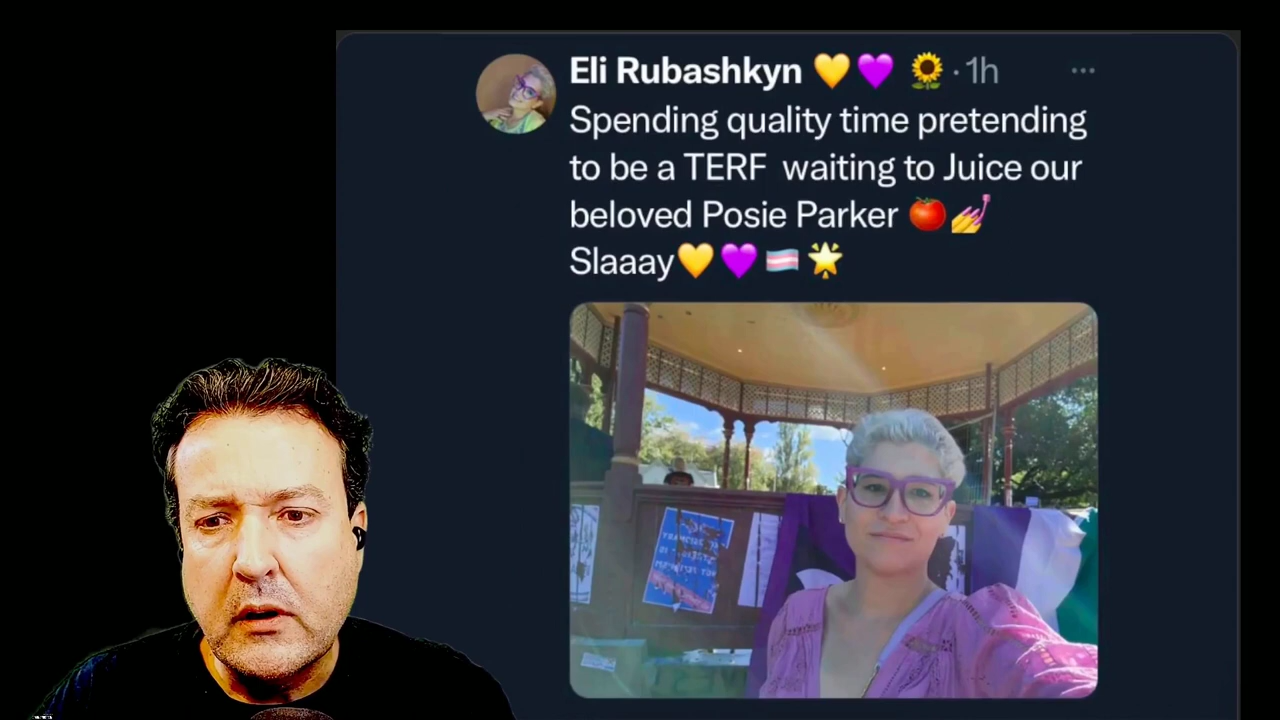 Eli Rubashkyn 💛💜 🌻 · 1h
Spending quality time pretending
to be a TERF waiting to Juice our
beloved Posie Parker 🍅💅
Slaaay💛💜🏳️‍⚧️🌟